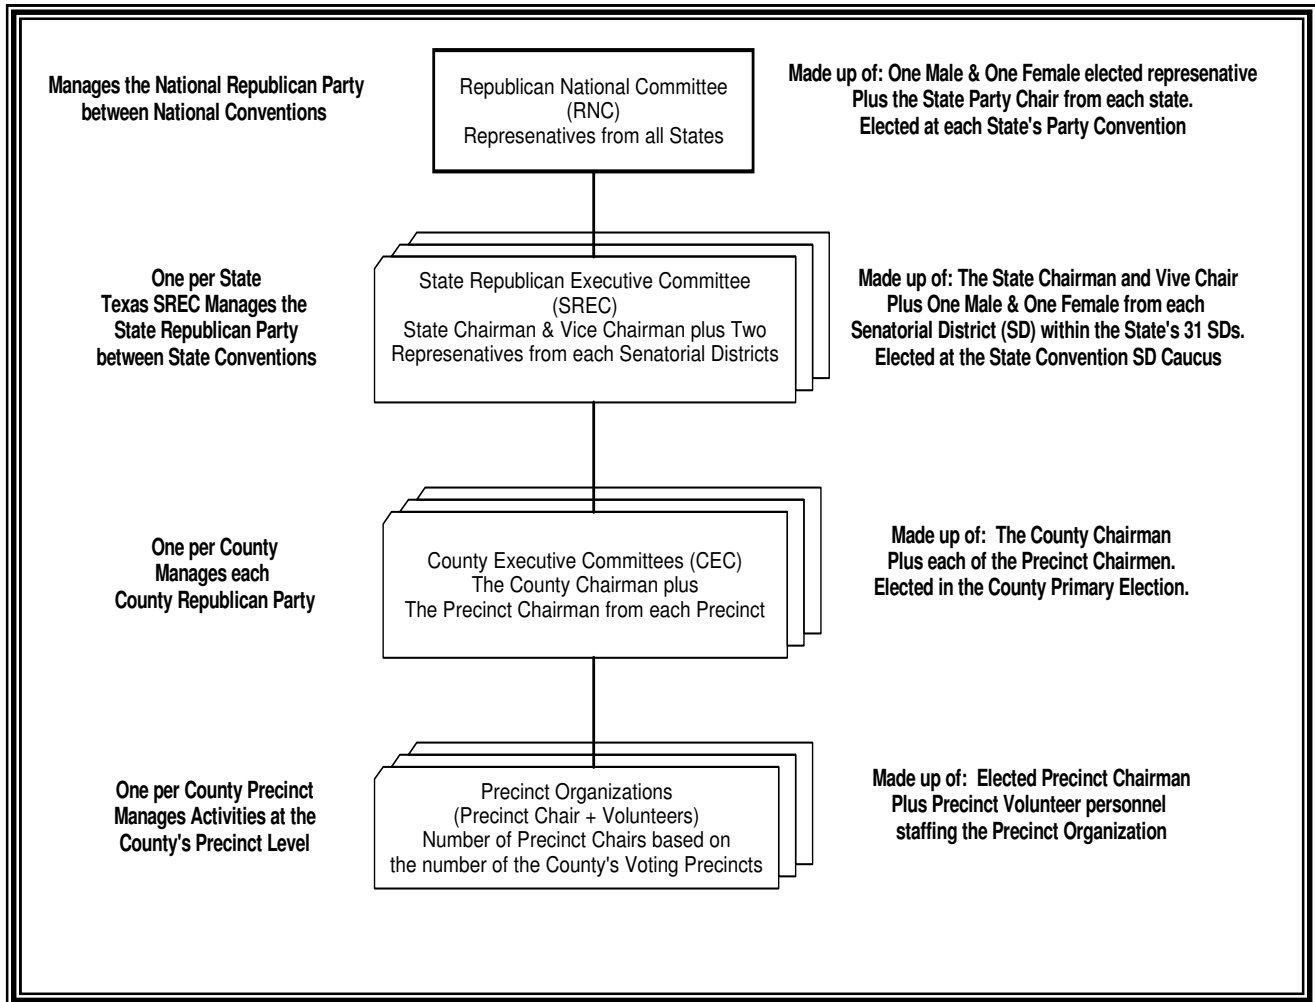 Manages the National Republican Party
between National Conventions
Republican National Committee
(RNC)
Represenatives from all States
Made up of: One Male & One Female elected represenative
Plus the State Party Chair from each state.
Elected at each State's Party Convention
One per State
Texas SREC Manages the
State Republican Party
between State Conventions
State Republican Executive Committee
(SREC)
State Chairman & Vice Chairman plus Two
Represenatives from each Senatorial Districts
Made up of: The State Chairman and Vive Chair
Plus One Male & One Female from each
Senatorial District (SD) within the State's 31 SDs.
Elected at the State Convention SD Caucus
One per County
Manages each
County Republican Party
County Executive Committees (CEC)
The County Chairman plus
The Precinct Chairman from each Precinct
Made up of: The County Chairman
Plus each of the Precinct Chairmen.
Elected in the County Primary Election.
One per County Precinct
Manages Activities at the
County's Precinct Level
Precinct Organizations
(Precinct Chair + Volunteers)
Number of Precinct Chairs based on
the number of the County's Voting Precincts
Made up of: Elected Precinct Chairman
Plus Precinct Volunteer personnel
staffing the Precinct Organization